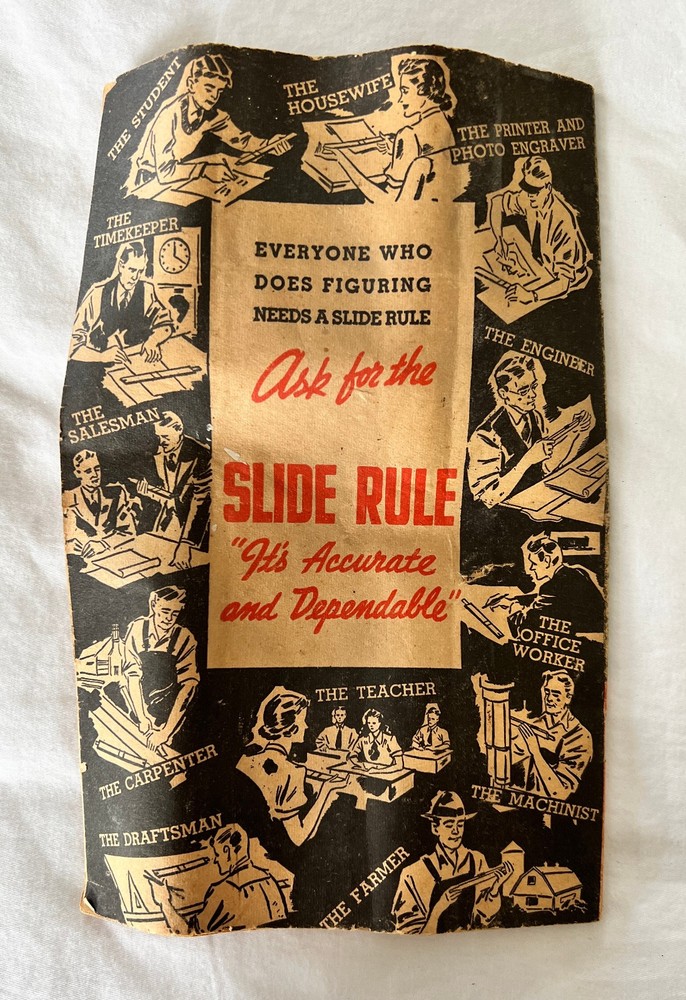 THE STUDENT
THE
HOUSEWIFE
THE PRINTER AND
PHOTO ENGRAVER
THE
TIMEKEEPER
EVERYONE WHO
DOES FIGURING
NEEDS A SLIDE RULE
Ask for the
SLIDE RULE
"It's Accurate
and Dependable"
THE ENGINEER
THE
SALESMAN
THE
OFFICE
WORKER
THE CARPENTER
THE TEACHER
THE MACHINIST
THE DRAFTSMAN
THE FARMER